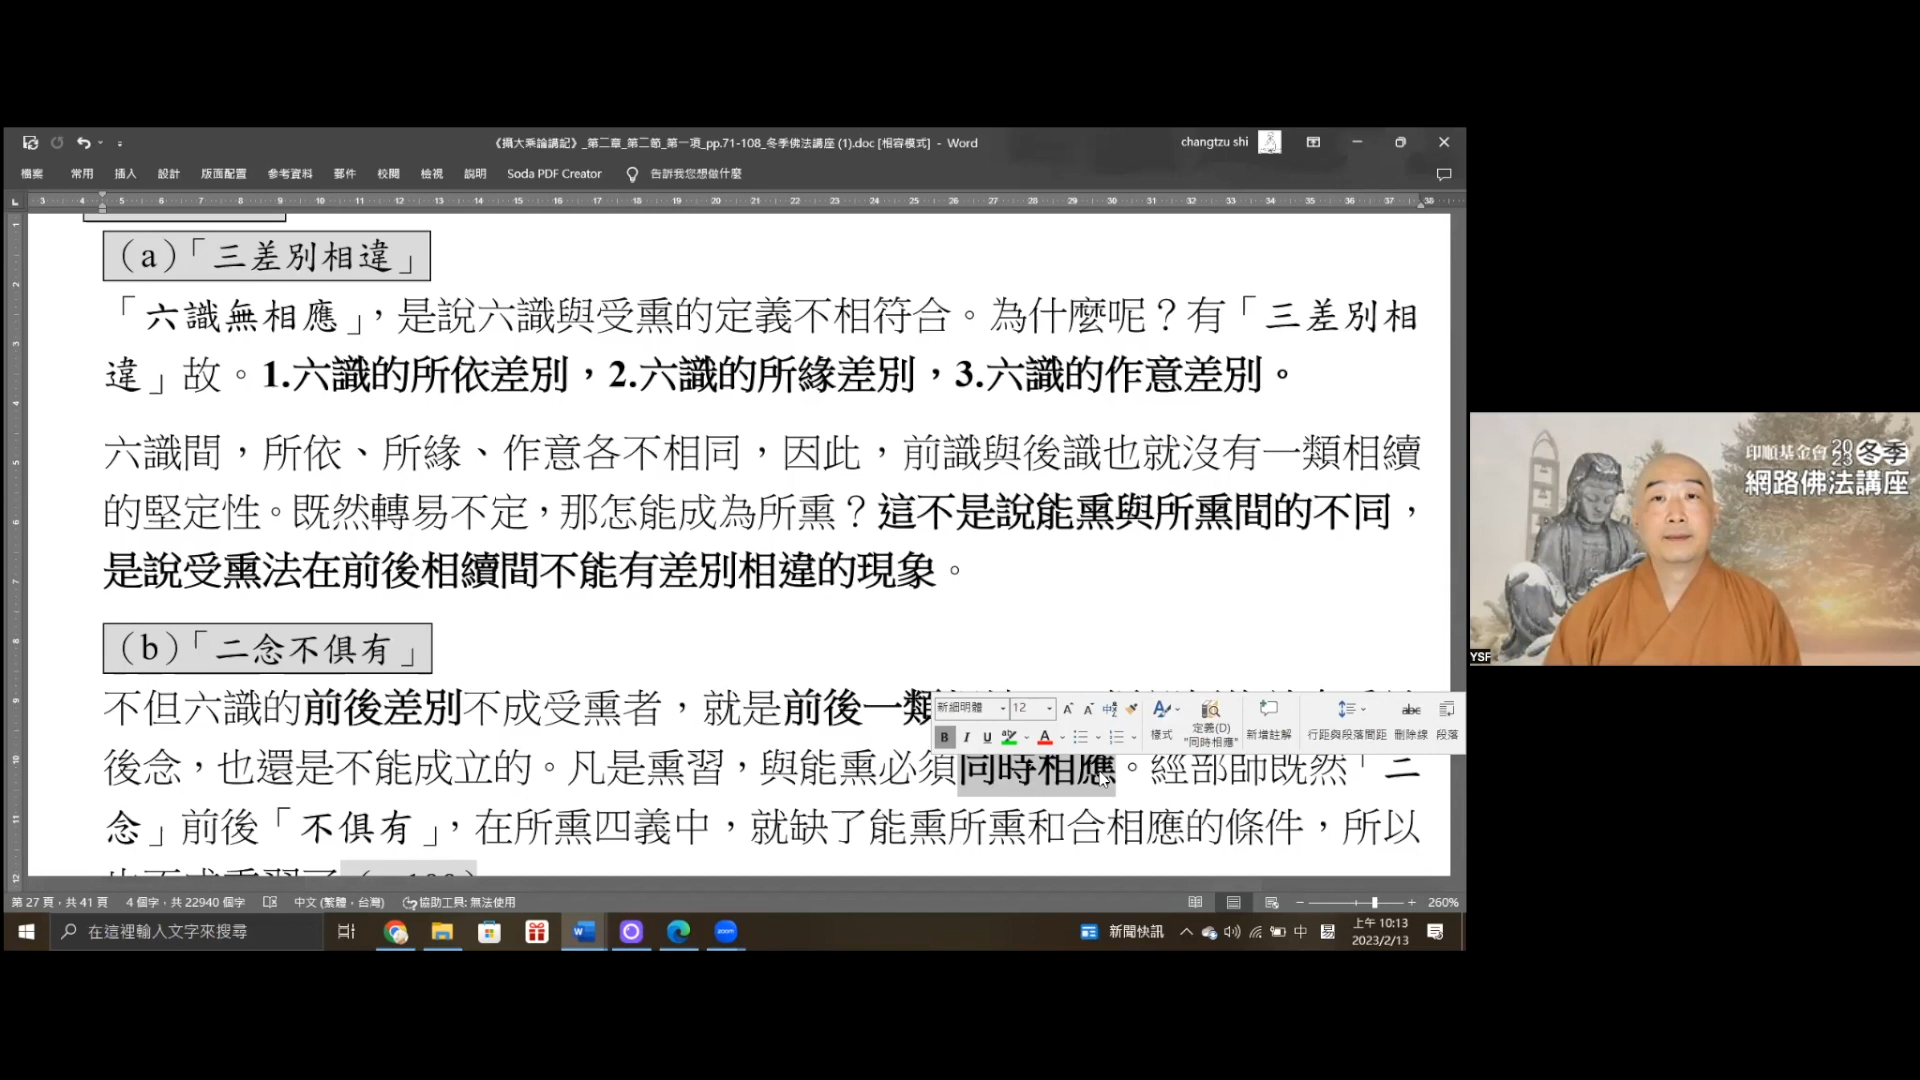 《攝大乘論講記》_第二章_第二節_第一項_pp.71-108_冬季佛法講座 (1).doc [相容模式] - Word
changtzu shi
檔案 常用 插入 設計 版面配置 參考資料 郵件 校閱 檢視 說明 Soda PDF Creator 告訴我您想做什麼
(a)「三差別相違」
「六識無相應」,是說六識與受熏的定義不相符合。為什麼呢?有「三差別相
違」故。1.六識的所依差別,2.六識的所緣差別,3.六識的作意差別。
六識間,所依、所緣、作意各不相同,因此,前識與後識也就沒有一類相續
的堅定性。既然轉易不定,那怎能成為所熏?這不是說能熏與所熏間的不同,
是說受熏法在前後相續間不能有差別相違的現象。
(b)「二念不俱有」
不但六識的前後差別不成受熏者,就是前後一類
新細明體 12
B I U 樣式 定義(D) "同時相應" 新增註解 行距與段落間距 刪除線 段落
後念,也還是不能成立的。凡是熏習,與能熏必須同時相應。經部師既然「二
念」前後「不俱有」,在所熏四義中,就缺了能熏所熏和合相應的條件,所以
第 27 頁,共 41 頁 4 個字,共 22940 個字 中文 (繁體,台灣) 協助工具: 無法使用 260%
在這裡輸入文字來搜尋 新聞快訊 中 易 上午 10:13
2023/2/13
印順基金會 2023 冬季
網路佛法講座
YSF